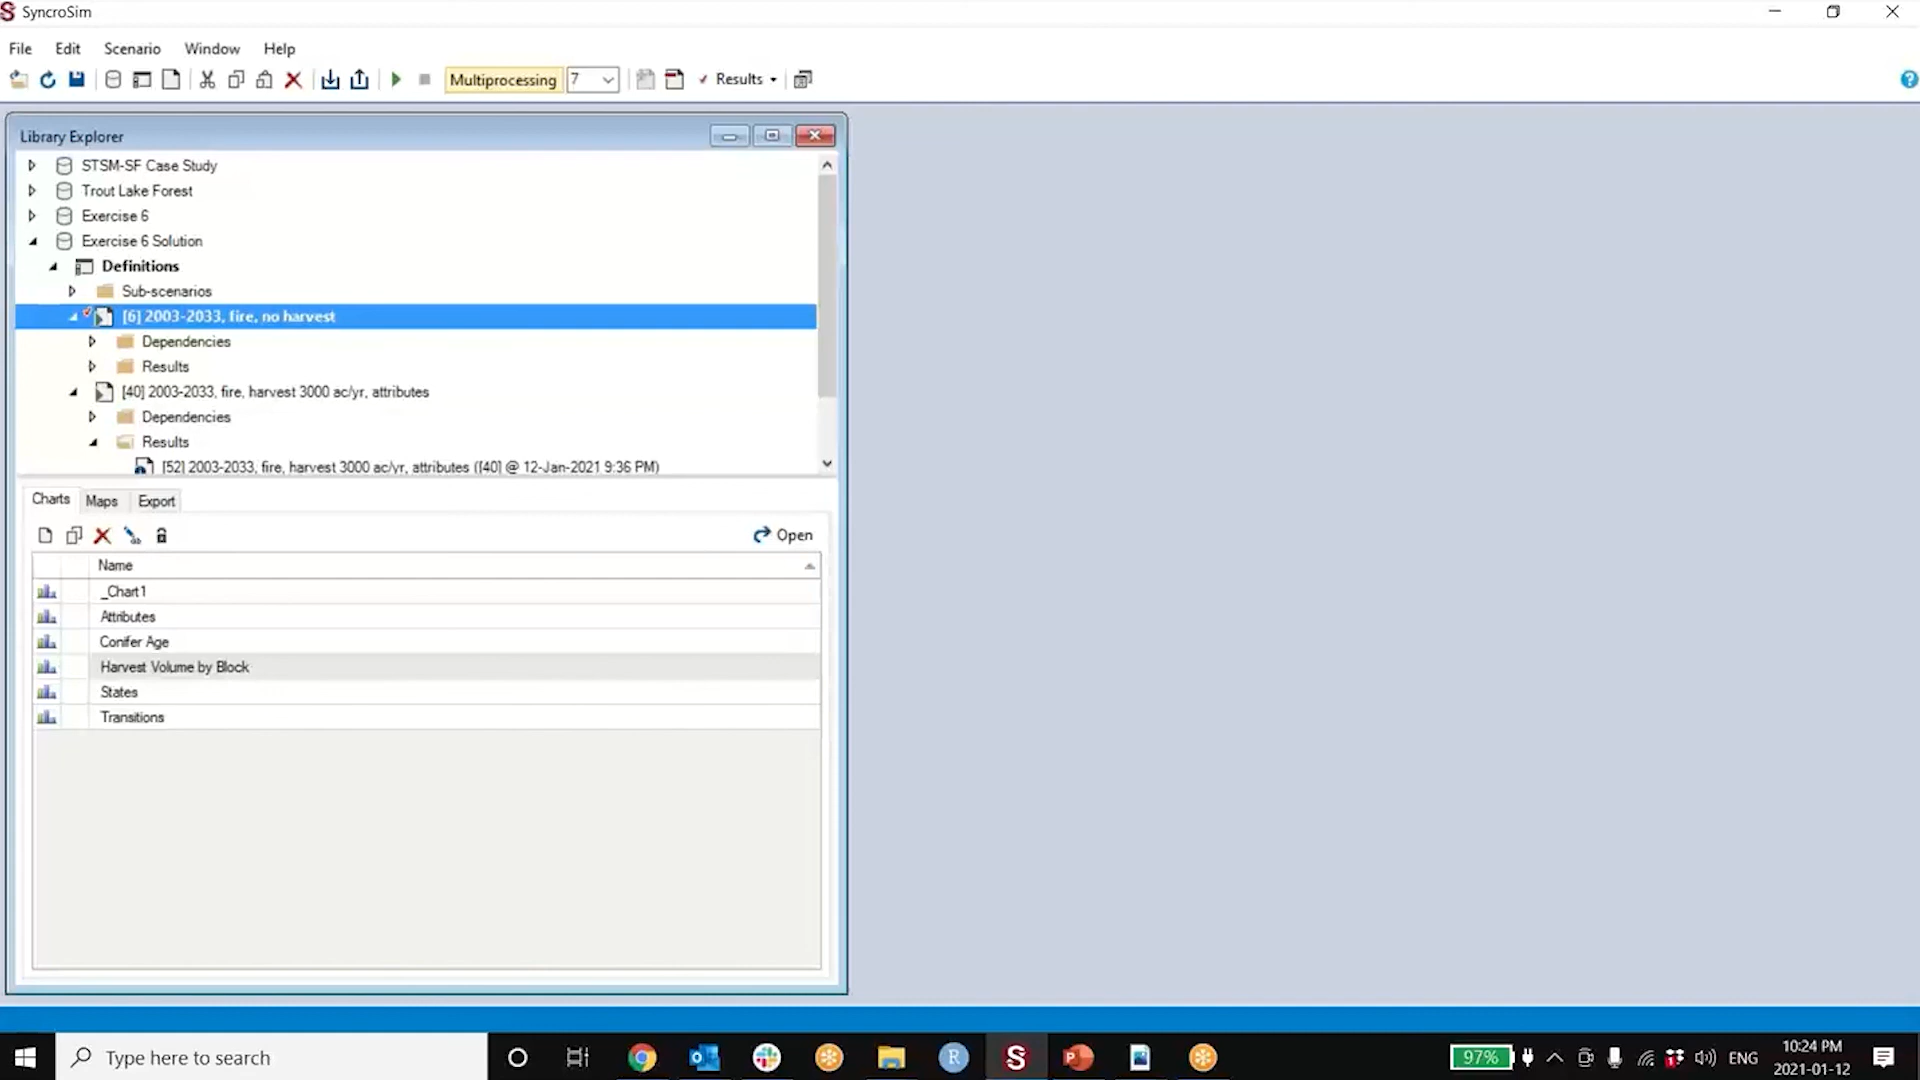 SyncroSim
File Edit Scenario Window Help
Multiprocessing 7 Results
Library Explorer
STSM-SF Case Study
Trout Lake Forest
Exercise 6
Exercise 6 Solution
Definitions
Sub-scenarios
[6] 2003-2033, fire, no harvest
Dependencies
Results
[40] 2003-2033, fire, harvest 3000 ac/yr, attributes
Dependencies
Results
[52] 2003-2033, fire, harvest 3000 ac/yr, attributes ([40] @ 12-Jan-2021 9:36 PM)
Charts Maps Export
Open
Name
_Chart1
Attributes
Conifer Age
Harvest Volume by Block
States
Transitions
Type here to search
97% ENG 10:24 PM
2021-01-12